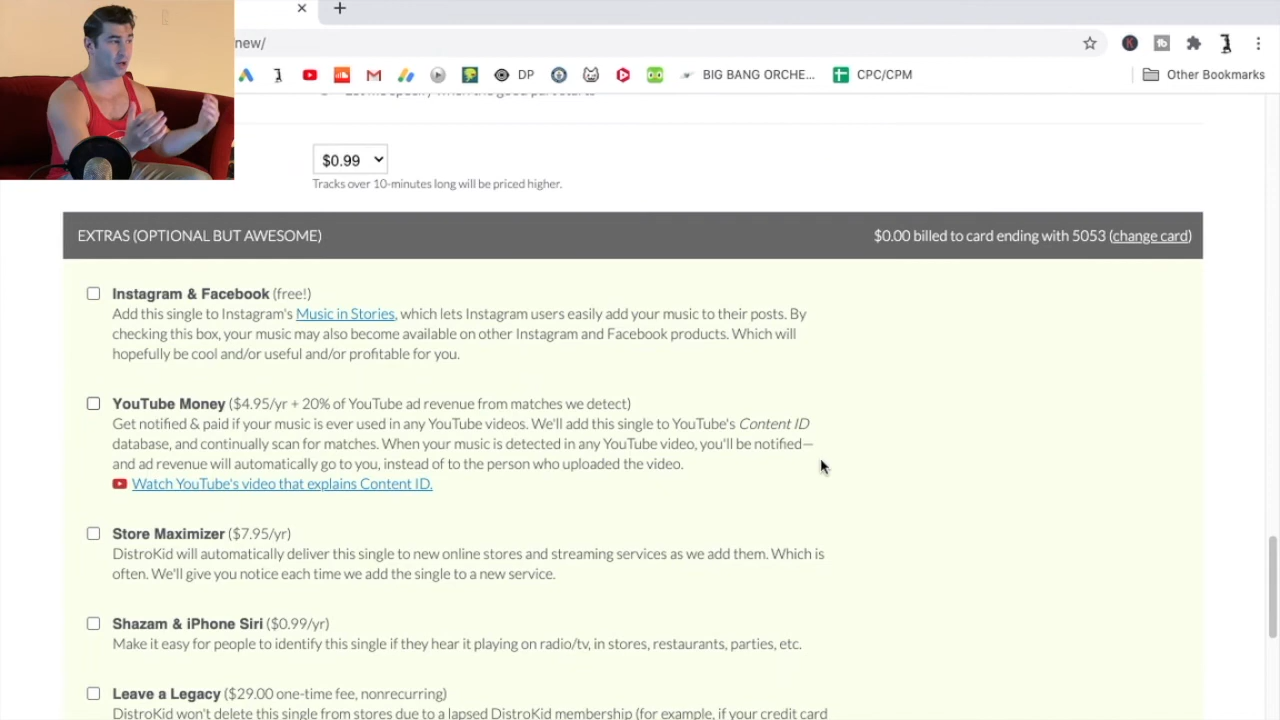 new/
DP
BIG BANG ORCHE...
CPC/CPM
Other Bookmarks
$0.99
Tracks over 10-minutes long will be priced higher.
EXTRAS (OPTIONAL BUT AWESOME)
$0.00 billed to card ending with 5053 (change card)
Instagram & Facebook (free!)
Add this single to Instagram's Music in Stories, which lets Instagram users easily add your music to their posts. By
checking this box, your music may also become available on other Instagram and Facebook products. Which will
hopefully be cool and/or useful and/or profitable for you.
YouTube Money ($4.95/yr + 20% of YouTube ad revenue from matches we detect)
Get notified & paid if your music is ever used in any YouTube videos. We'll add this single to YouTube's Content ID
database, and continually scan for matches. When your music is detected in any YouTube video, you'll be notified—
and ad revenue will automatically go to you, instead of to the person who uploaded the video.
Watch YouTube's video that explains Content ID.
Store Maximizer ($7.95/yr)
DistroKid will automatically deliver this single to new online stores and streaming services as we add them. Which is
often. We'll give you notice each time we add the single to a new service.
Shazam & iPhone Siri ($0.99/yr)
Make it easy for people to identify this single if they hear it playing on radio/tv, in stores, restaurants, parties, etc.
Leave a Legacy ($29.00 one-time fee, nonrecurring)
DistroKid won't delete this single from stores due to a lapsed DistroKid membership (for example, if your credit card